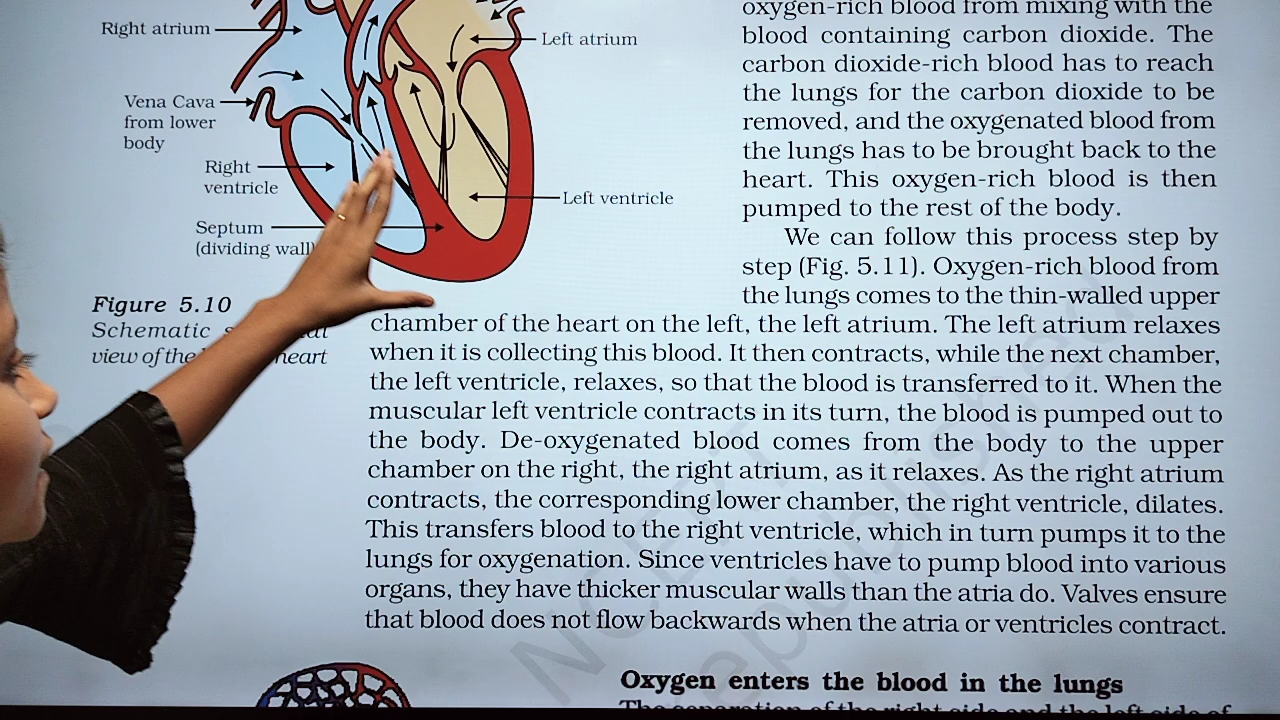 Right atrium
Left atrium
Vena Cava
from lower
body
Right
ventricle
Left ventricle
Septum
(dividing wall
Figure 5.10
Schematic
view of the heart
oxygen-rich blood from mixing with the
blood containing carbon dioxide. The
carbon dioxide-rich blood has to reach
the lungs for the carbon dioxide to be
removed, and the oxygenated blood from
the lungs has to be brought back to the
heart. This oxygen-rich blood is then
pumped to the rest of the body.
We can follow this process step by
step (Fig. 5.11). Oxygen-rich blood from
the lungs comes to the thin-walled upper
chamber of the heart on the left, the left atrium. The left atrium relaxes
when it is collecting this blood. It then contracts, while the next chamber,
the left ventricle, relaxes, so that the blood is transferred to it. When the
muscular left ventricle contracts in its turn, the blood is pumped out to
the body. De-oxygenated blood comes from the body to the upper
chamber on the right, the right atrium, as it relaxes. As the right atrium
contracts, the corresponding lower chamber, the right ventricle, dilates.
This transfers blood to the right ventricle, which in turn pumps it to the
lungs for oxygenation. Since ventricles have to pump blood into various
organs, they have thicker muscular walls than the atria do. Valves ensure
that blood does not flow backwards when the atria or ventricles contract.
Oxygen enters the blood in the lungs
The separation of the right side and the left side of